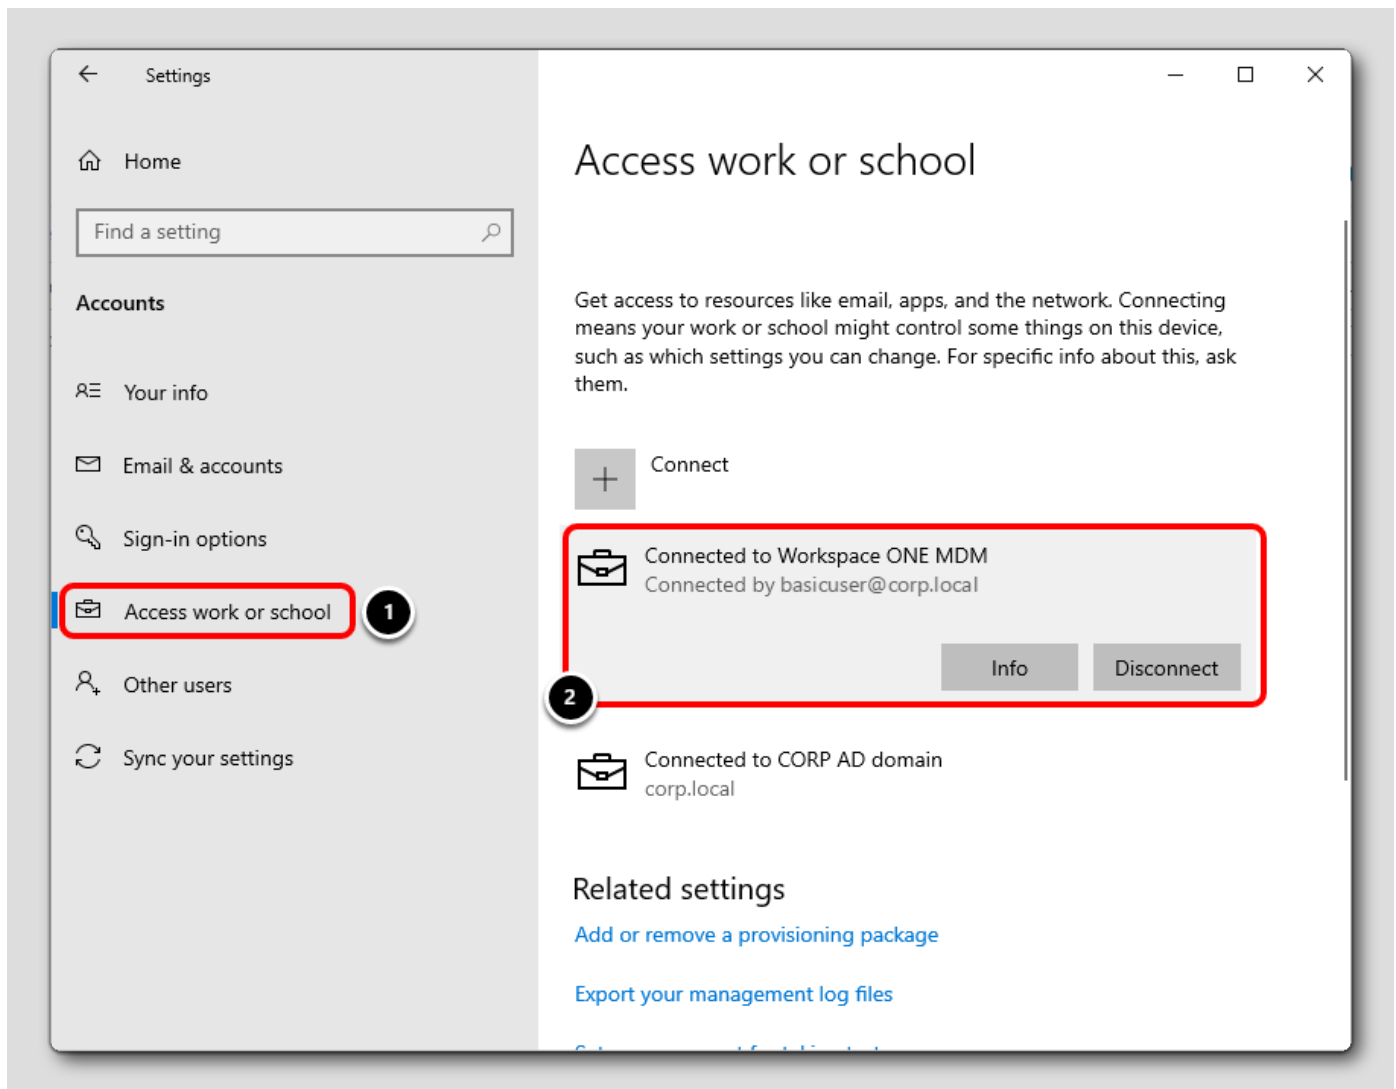 Settings
Home
Find a setting
Accounts
Your info
Email & accounts
Sign-in options
Access work or school
1
Other users
Sync your settings
Access work or school
Get access to resources like email, apps, and the network. Connecting
means your work or school might control some things on this device,
such as which settings you can change. For specific info about this, ask
them.
Connect
Connected to Workspace ONE MDM
Connected by basicuser@corp.local
Info
Disconnect
2
Connected to CORP AD domain
corp.local
Related settings
Add or remove a provisioning package
Export your management log files